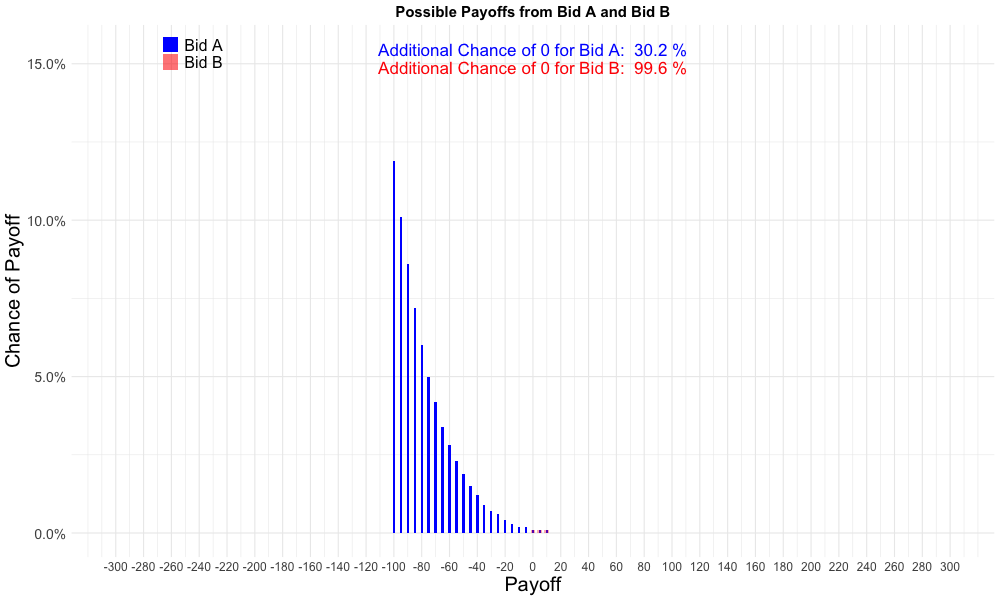 Possible Payoffs from Bid A and Bid B
Bid A
Bid B
Additional Chance of 0 for Bid A:  30.2 %
Additional Chance of 0 for Bid B:  99.6 %
Chance of Payoff
15.0%
10.0%
5.0%
0.0%
-300 -280 -260 -240 -220 -200 -180 -160 -140 -120 -100 -80 -60 -40 -20 0 20 40 60 80 100 120 140 160 180 200 220 240 260 280 300
Payoff